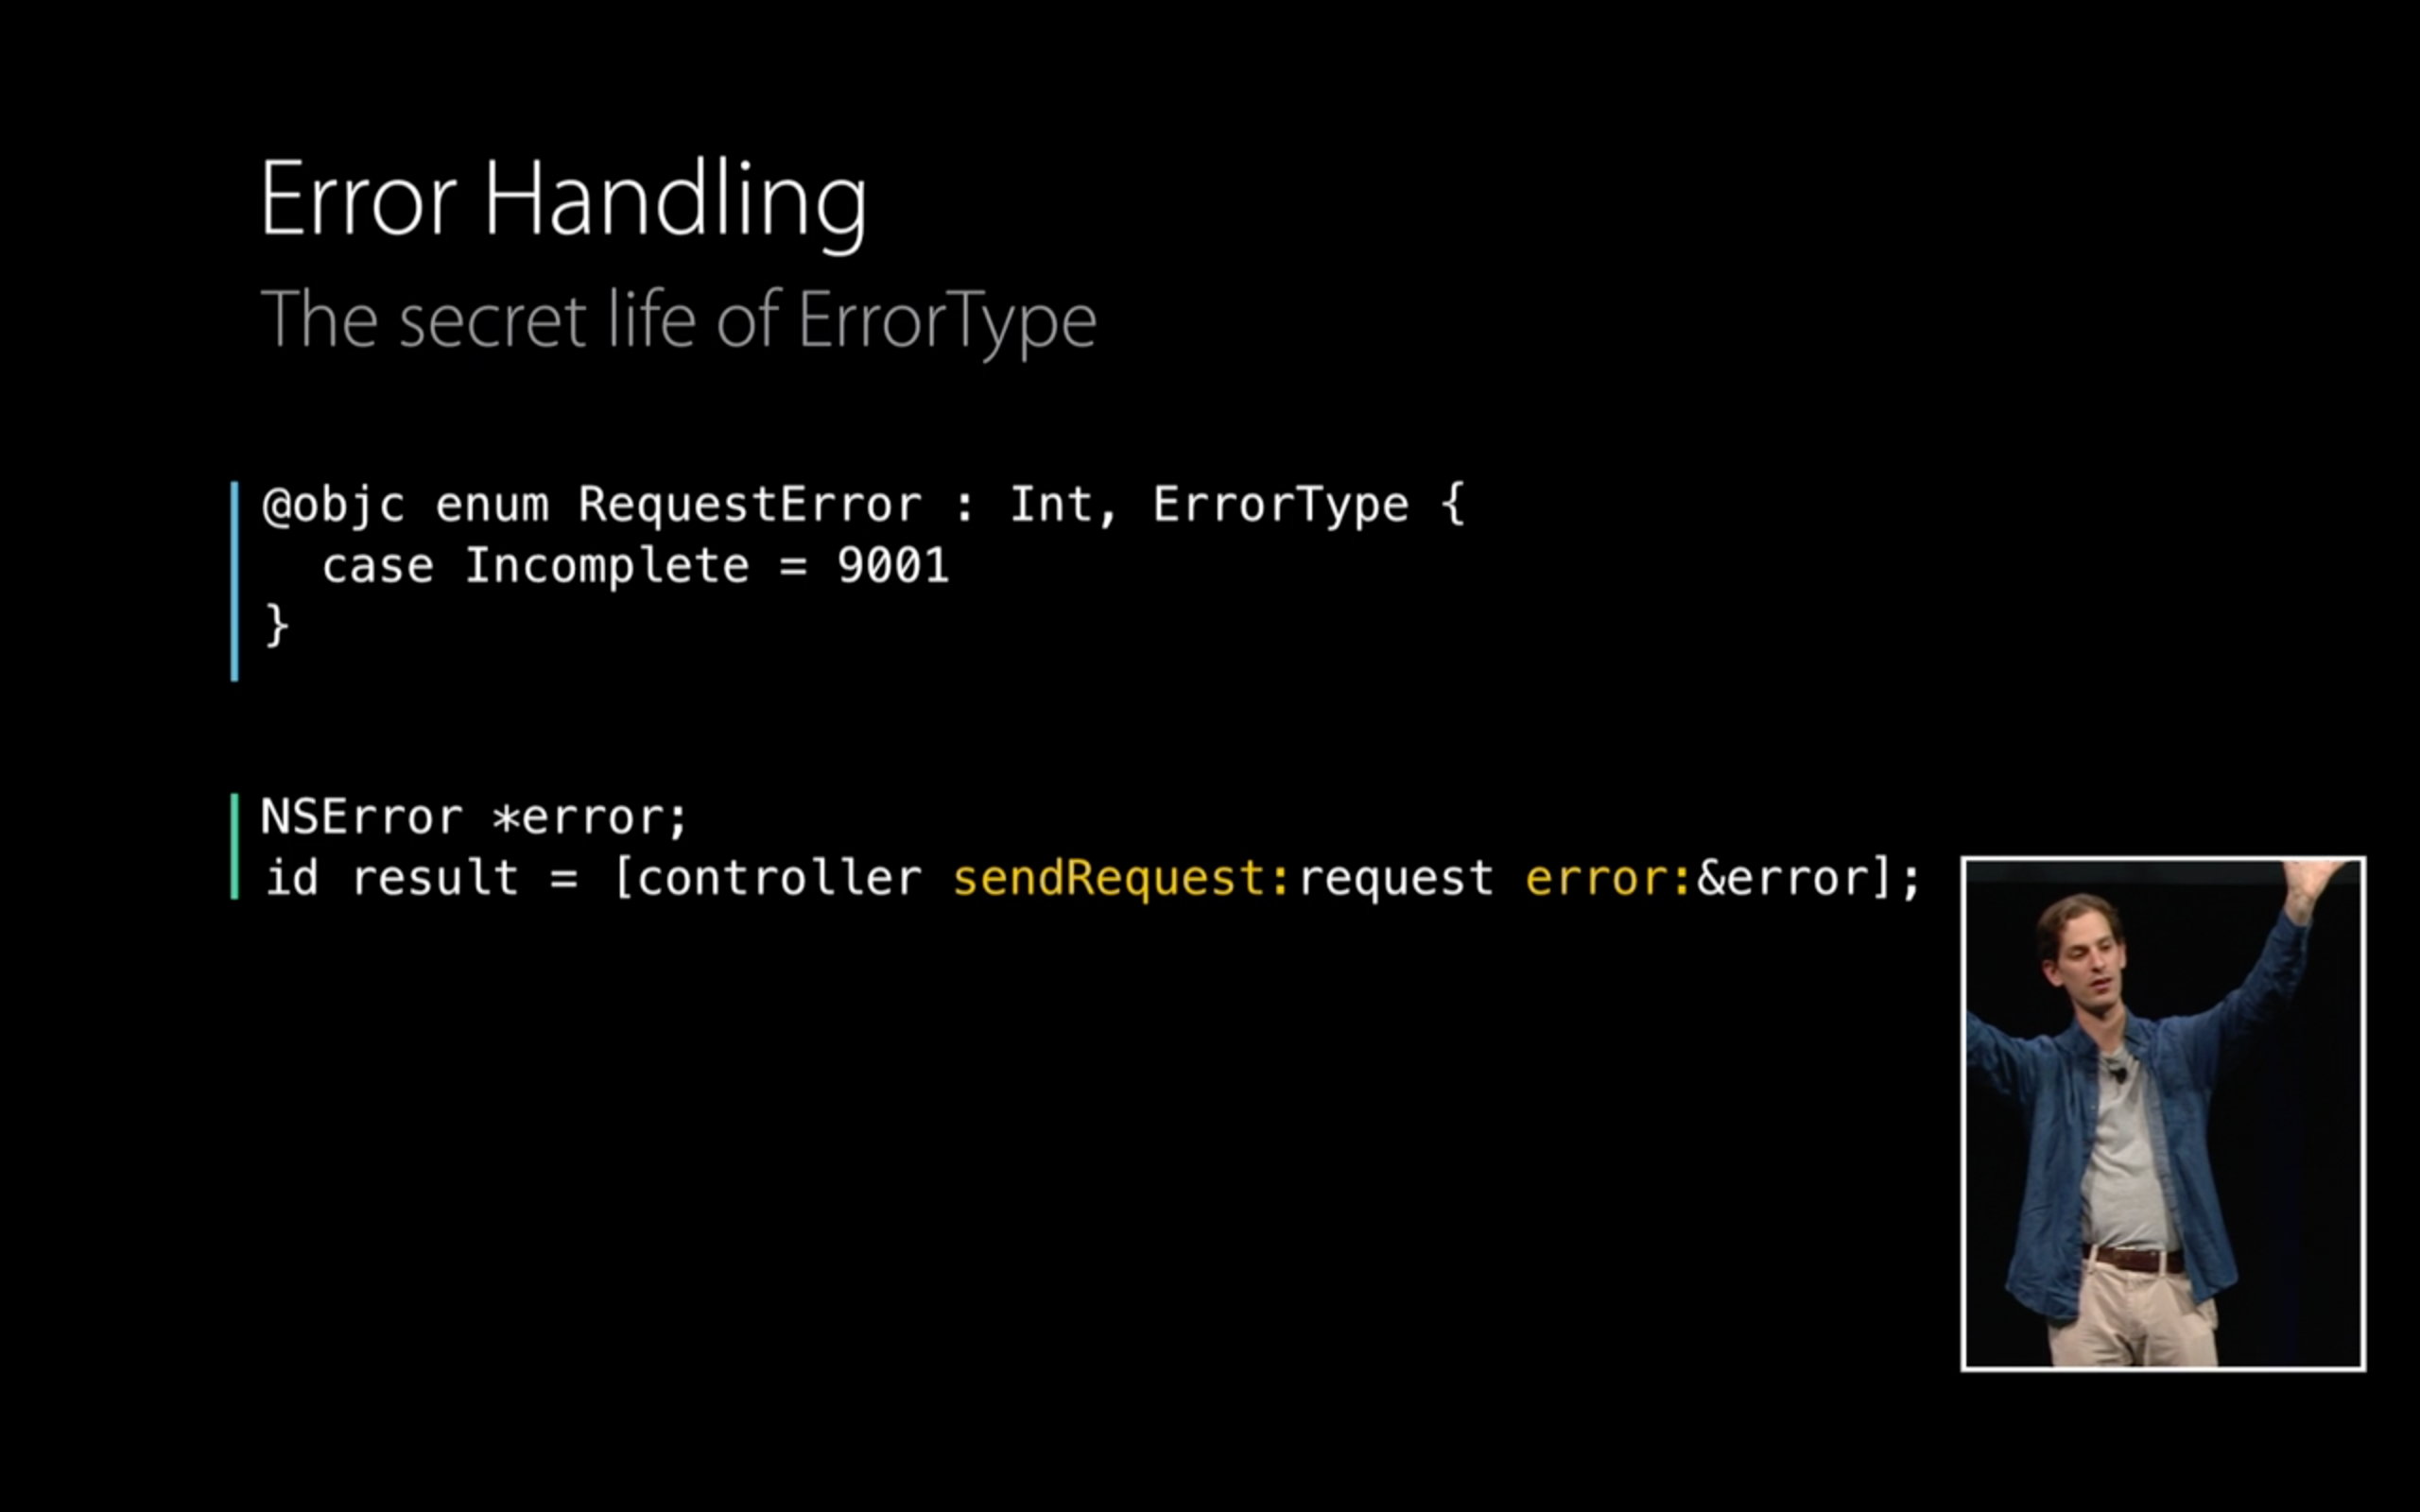 Error Handling
The secret life of ErrorType
@objc enum RequestError : Int, ErrorType {
  case Incomplete = 9001
}
NSError *error;
id result = [controller sendRequest:request error:&error];